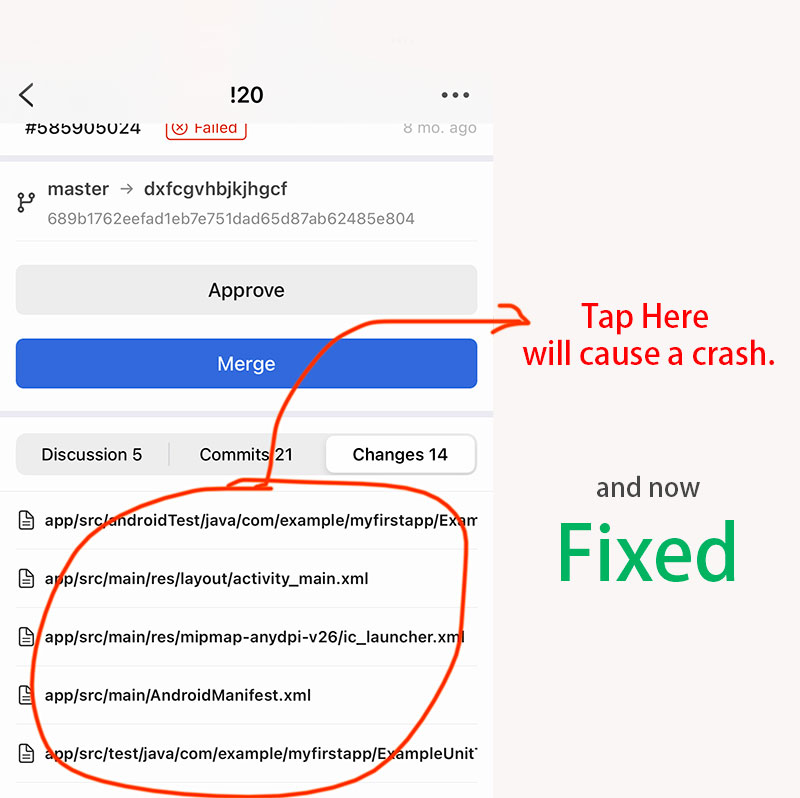 !20
#585905024 Failed 8 mo. ago
master → dxfcgvhbjkjhgcf
689b1762eefad1eb7e751dad65d87ab62485e804
Approve
Merge
Tap Here
will cause a crash.
Discussion 5 Commits 21 Changes 14
and now
Fixed
app/src/androidTest/java/com/example/myfirstapp/Exam
app/src/main/res/layout/activity_main.xml
app/src/main/res/mipmap-anydpi-v26/ic_launcher.xml
app/src/main/AndroidManifest.xml
app/src/test/java/com/example/myfirstapp/ExampleUnitT